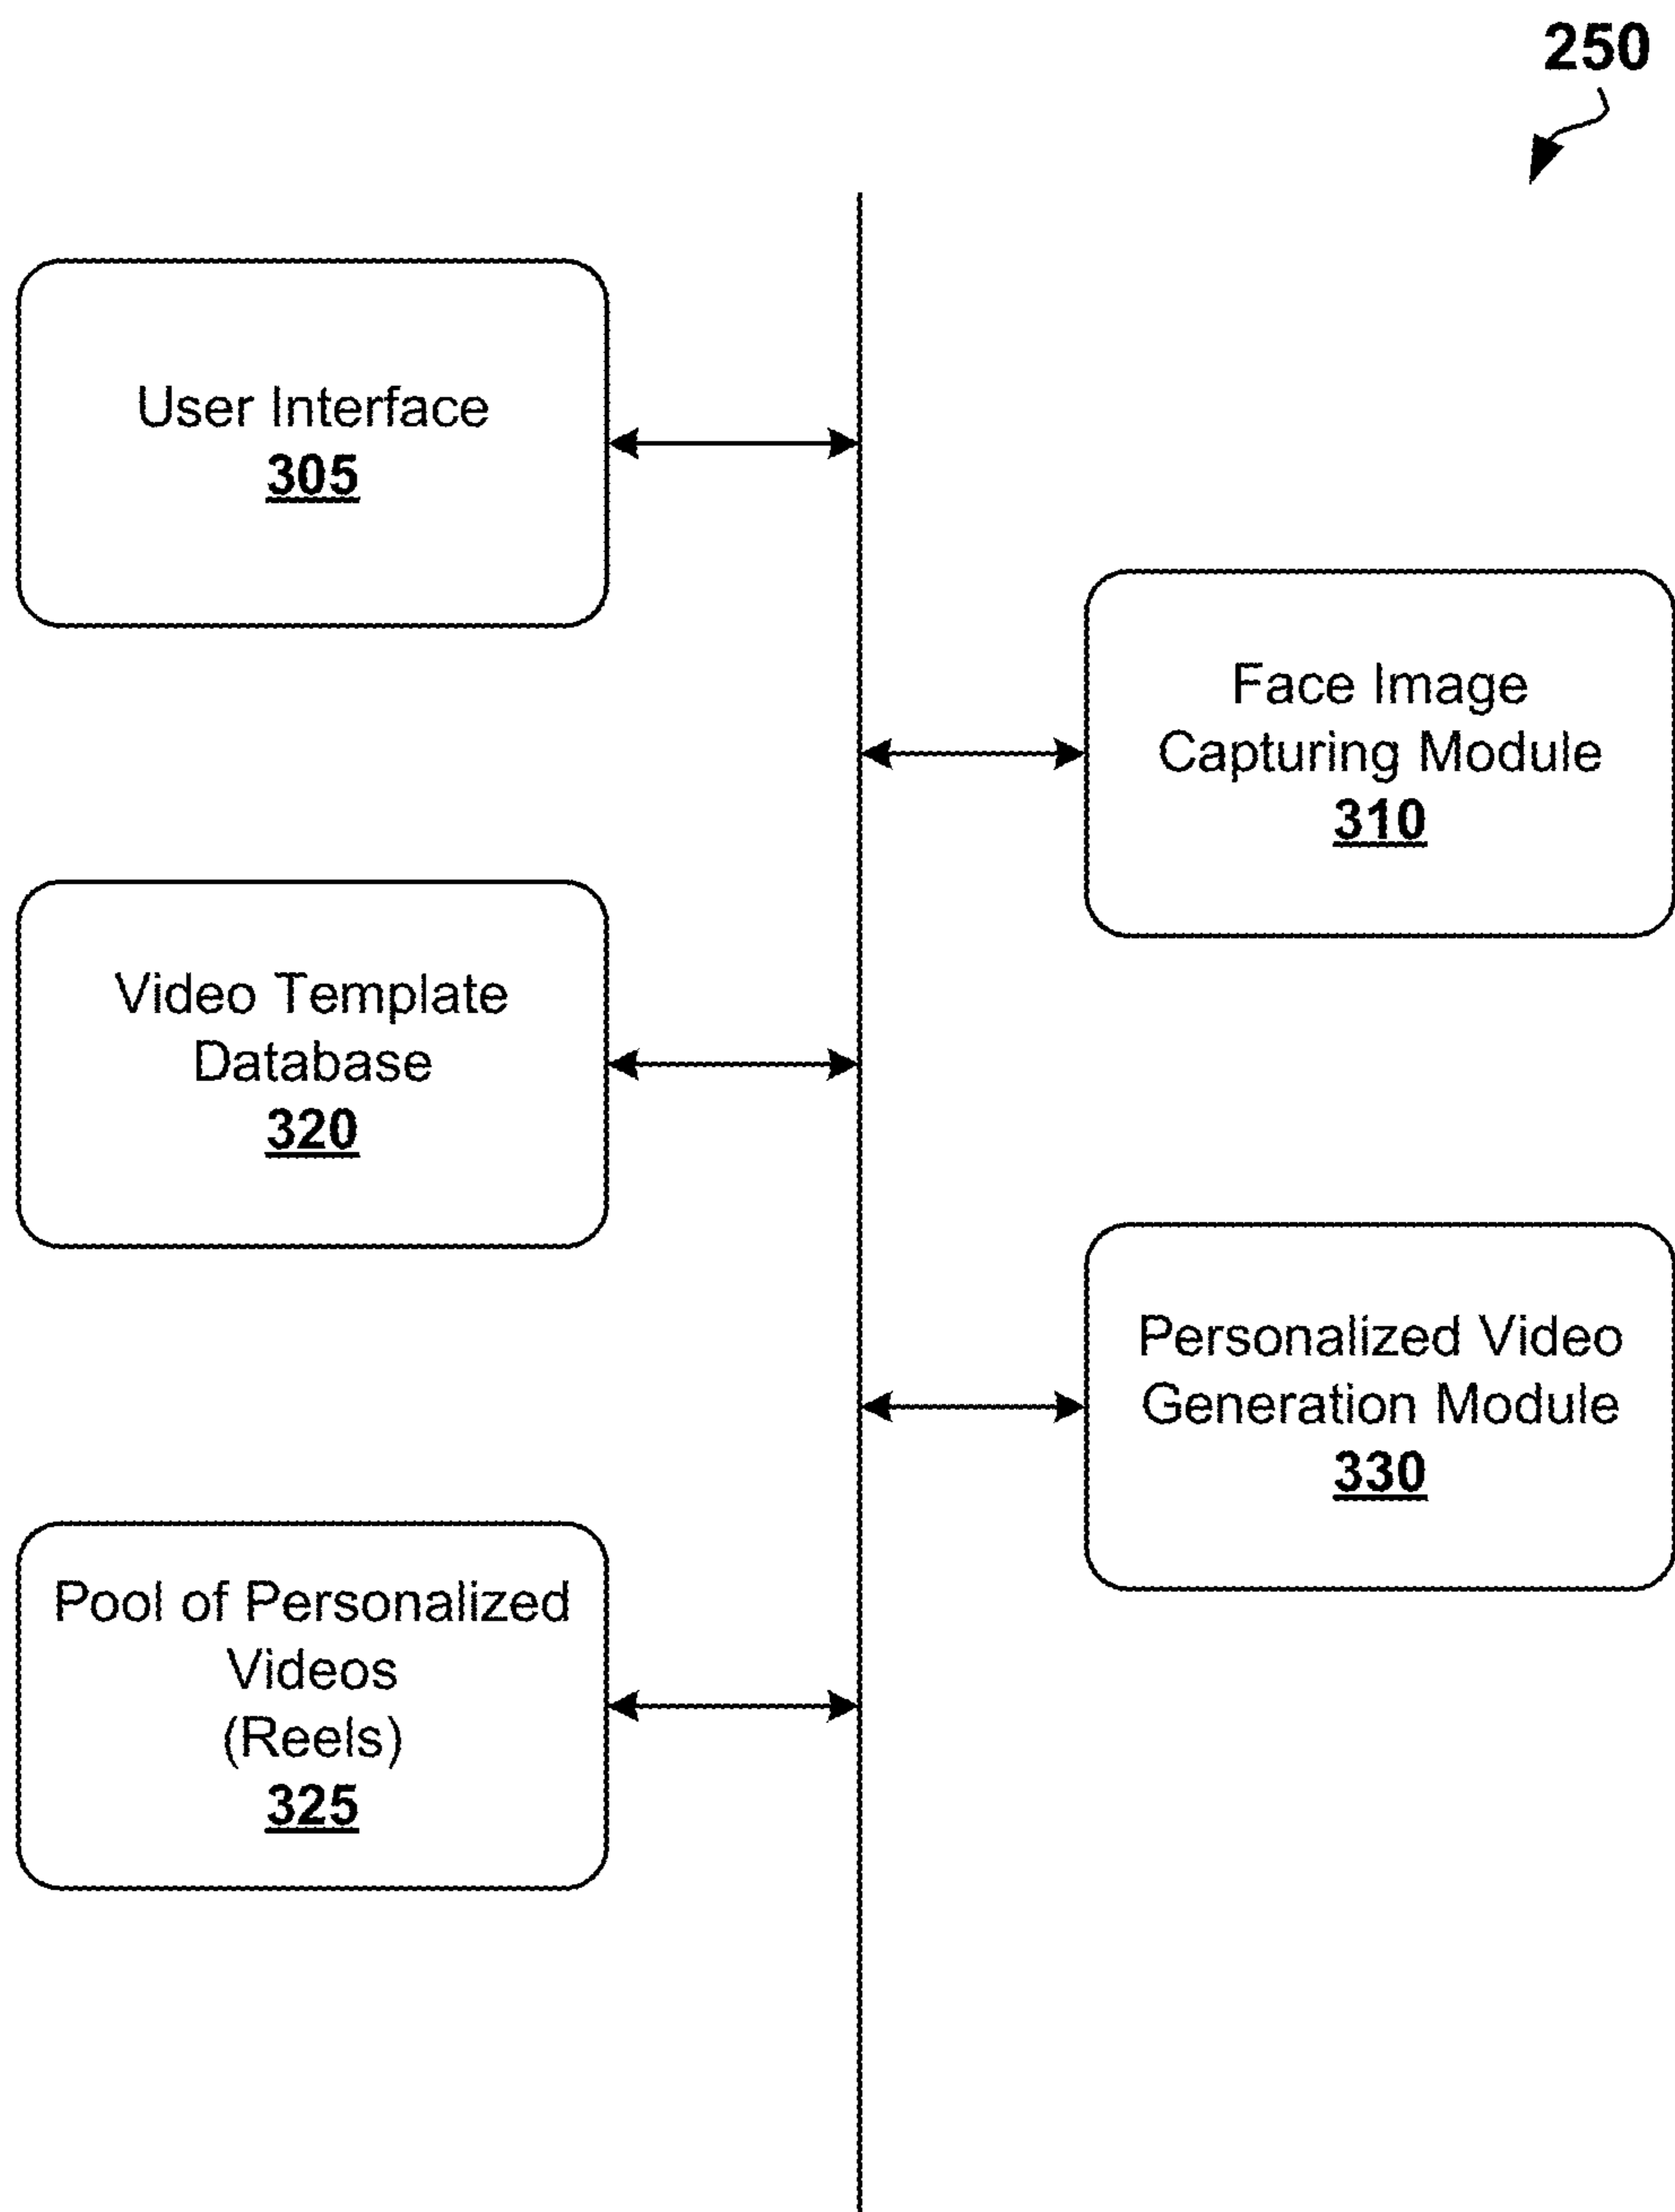 250
User Interface
305
Face Image
Capturing Module
310
Video Template
Database
320
Personalized Video
Generation Module
330
Pool of Personalized
Videos
(Reels)
325